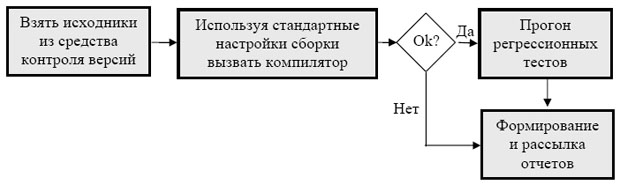 Взять исходники
из средства
контроля версий
Используя стандартные
настройки сборки
вызвать компилятор
Ok?
Да
Прогон
регрессионных
тестов
Нет
Формирование
и рассылка
отчетов